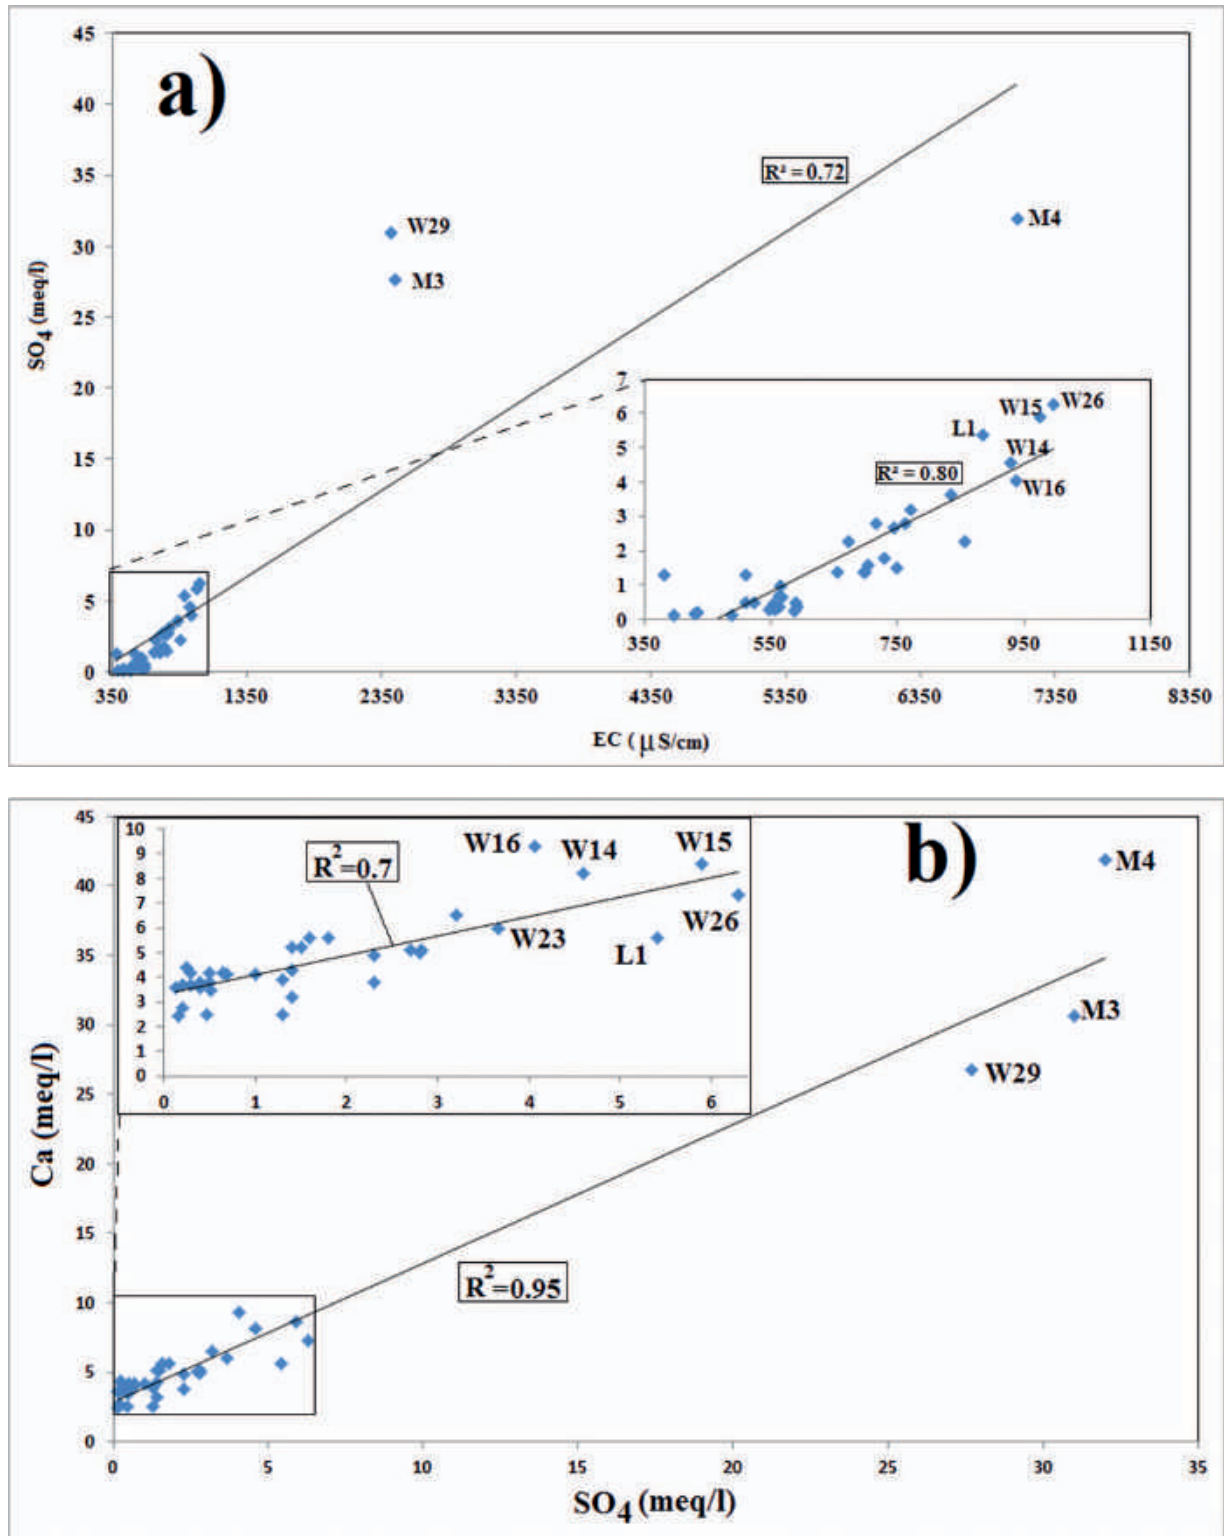 a)
45
40
35
30
25
20
15
10
5
0
SO4 (meq/l)
W29
M3
M4
R² = 0.72
7
6
5
4
3
2
1
0
W15
W26
L1
W14
W16
R² = 0.80
350 550 750 950 1150
350 1350 2350 3350 4350 5350 6350 7350 8350
EC (μS/cm)
b)
45
40
35
30
25
20
15
10
5
0
Ca (meq/l)
10
9
8
7
6
5
4
3
2
1
0
R²=0.7
W16
W14
W15
W26
W23
L1
0 1 2 3 4 5 6
M4
M3
W29
R²=0.95
0 5 10 15 20 25 30 35
SO4 (meq/l)